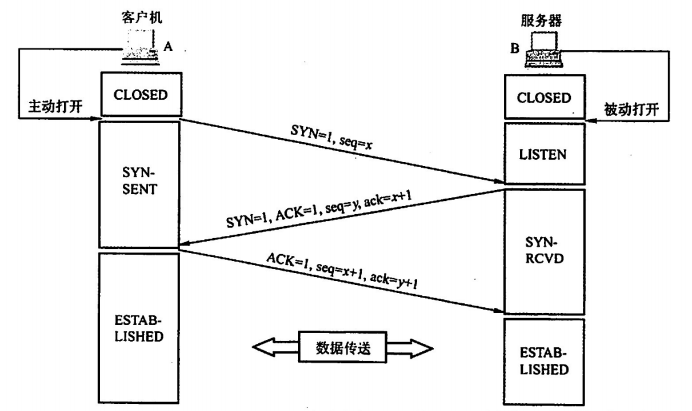 客户机
服务器
A
B
CLOSED
CLOSED
主动打开
被动打开
SYN=1, seq=x
SYN-
SENT
LISTEN
SYN=1, ACK=1, seq=y, ack=x+1
SYN-
RCVD
ACK=1, seq=x+1, ack=y+1
ESTAB-
LISHED
数据传送
ESTAB-
LISHED